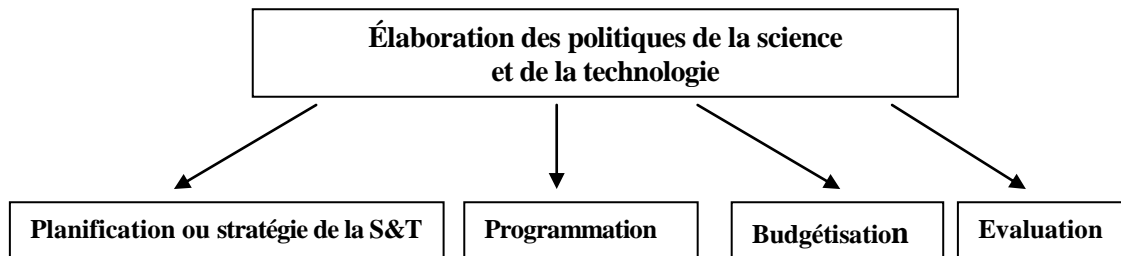 Élaboration des politiques de la science
et de la technologie
Planification ou stratégie de la S&T
Programmation
Budgétisation
Evaluation